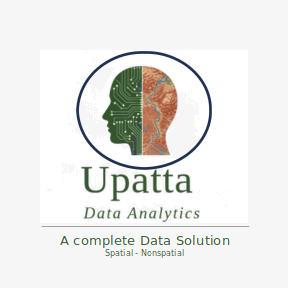 Upatta
Data Analytics
A complete Data Solution
Spatial - Nonspatial